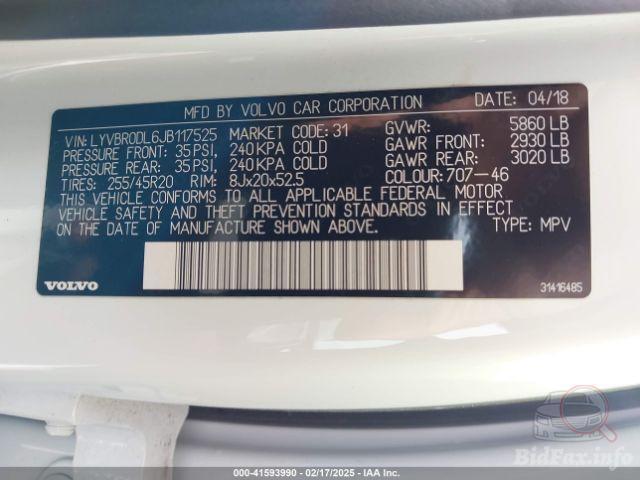 MFD BY VOLVO CAR CORPORATION DATE: 04/18
VIN: LYVBR0DL6JB117525 MARKET CODE: 31 GVWR: 5860 LB
PRESSURE FRONT: 35 PSI, 240 KPA COLD GAWR FRONT: 2930 LB
PRESSURE REAR: 35 PSI, 240 KPA COLD GAWR REAR: 3020 LB
TIRES: 255/45R20 RIM: 8Jx20x52.5 COLOUR: 707-46
THIS VEHICLE CONFORMS TO ALL APPLICABLE FEDERAL MOTOR
VEHICLE SAFETY AND THEFT PREVENTION STANDARDS IN EFFECT
ON THE DATE OF MANUFACTURE SHOWN ABOVE. TYPE: MPV
VOLVO 31416485
000-41593990 - 02/17/2025 - IAA Inc.
BidFax.info